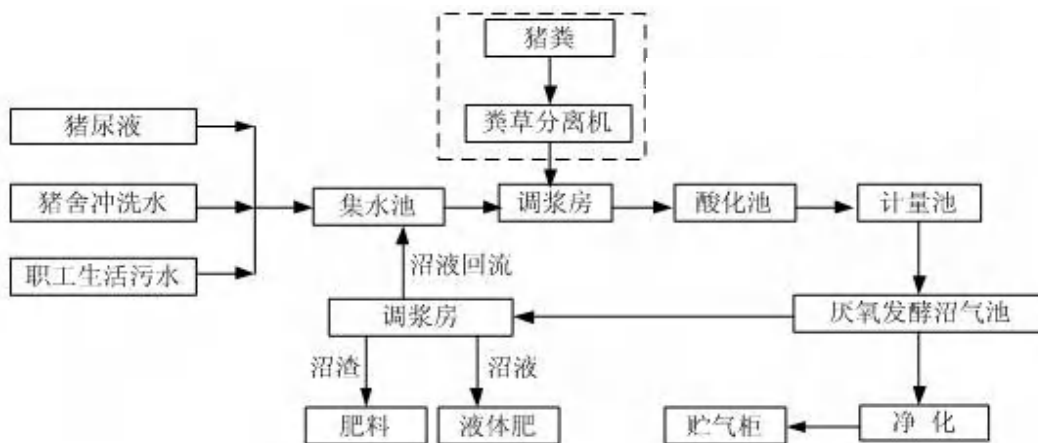 猪粪
粪草分离机
猪尿液
猪舍冲洗水
职工生活污水
集水池
调浆房
酸化池
计量池
沼液回流
调浆房
厌氧发酵沼气池
沼渣
沼液
肥料
液体肥
贮气柜
净 化